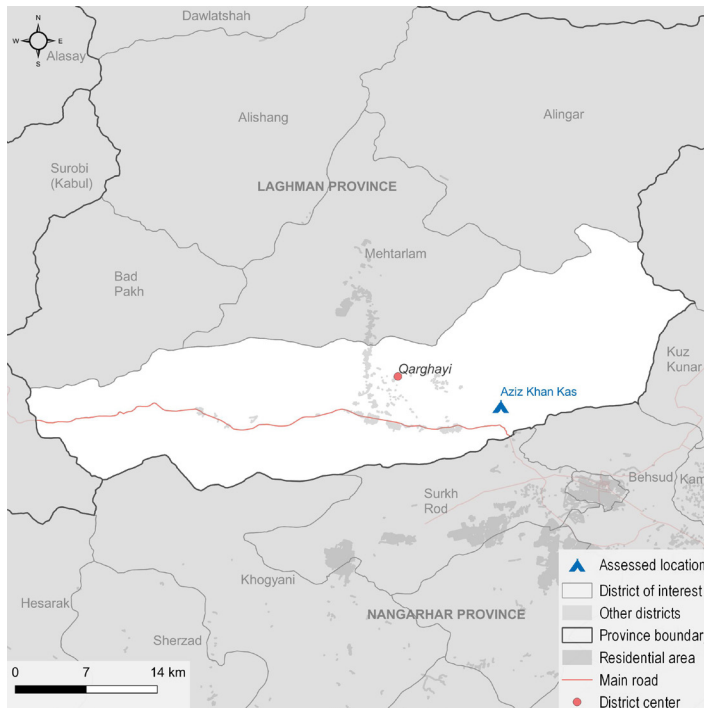 Dawlatshah
N
W E
S
Alasay
Alishang
Alingar
Surobi
(Kabul)
LAGHMAN PROVINCE
Mehtarlam
Bad
Pakh
Kuz
Kunar
Qarghayi
Aziz Khan Kas
Surkh
Rod
Behsud
Kam
Khogyani
Hesarak
NANGARHAR PROVINCE
Sherzad
Assessed location
District of interest
Other districts
Province boundar
Residential area
Main road
District center
0 7 14 km